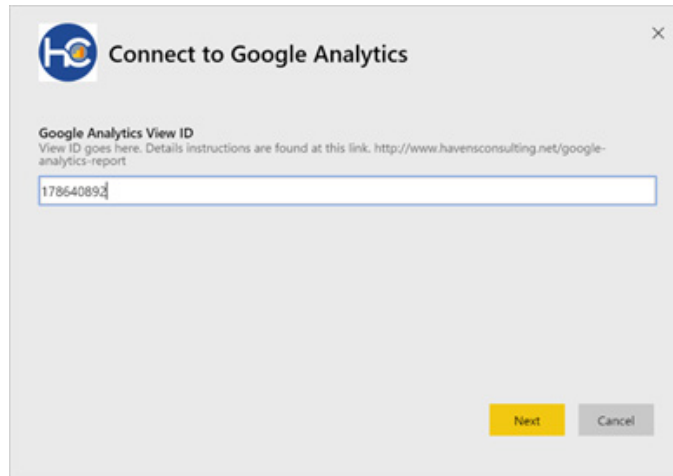 hc
Connect to Google Analytics
Google Analytics View ID
View ID goes here. Details instructions are found at this link. http://www.havensconsulting.net/google-
analytics-report
178640892
Next
Cancel